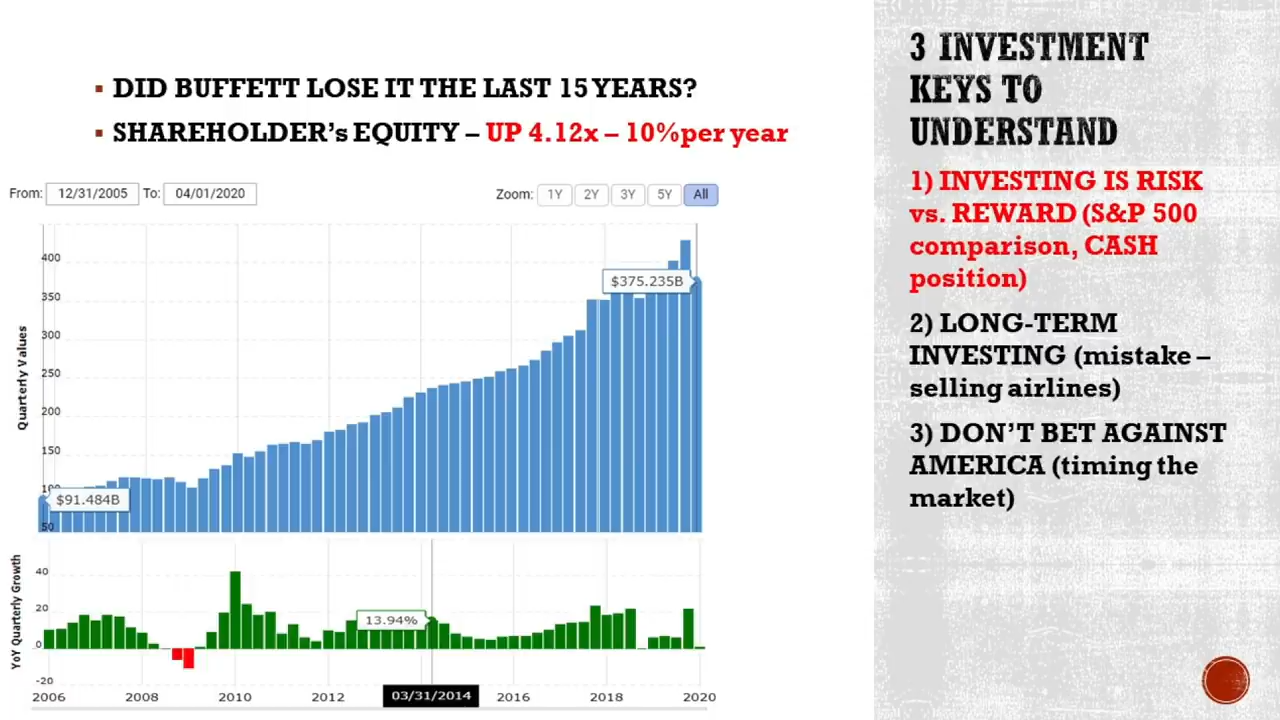 ▪ DID BUFFETT LOSE IT THE LAST 15 YEARS?
▪ SHAREHOLDER's EQUITY – UP 4.12x – 10%per year
From: 12/31/2005 To: 04/01/2020
Zoom: 1Y 2Y 3Y 5Y All
Quarterly Values
400
350
300
250
200
150
50
$375.235B
$91.484B
YoY Quarterly Growth
40
20
0
-20
13.94%
2006 2008 2010 2012 03/31/2014 2016 2018 2020
3 INVESTMENT
KEYS TO
UNDERSTAND
1) INVESTING IS RISK
vs. REWARD (S&P 500
comparison, CASH
position)
2) LONG-TERM
INVESTING (mistake –
selling airlines)
3) DON'T BET AGAINST
AMERICA (timing the
market)